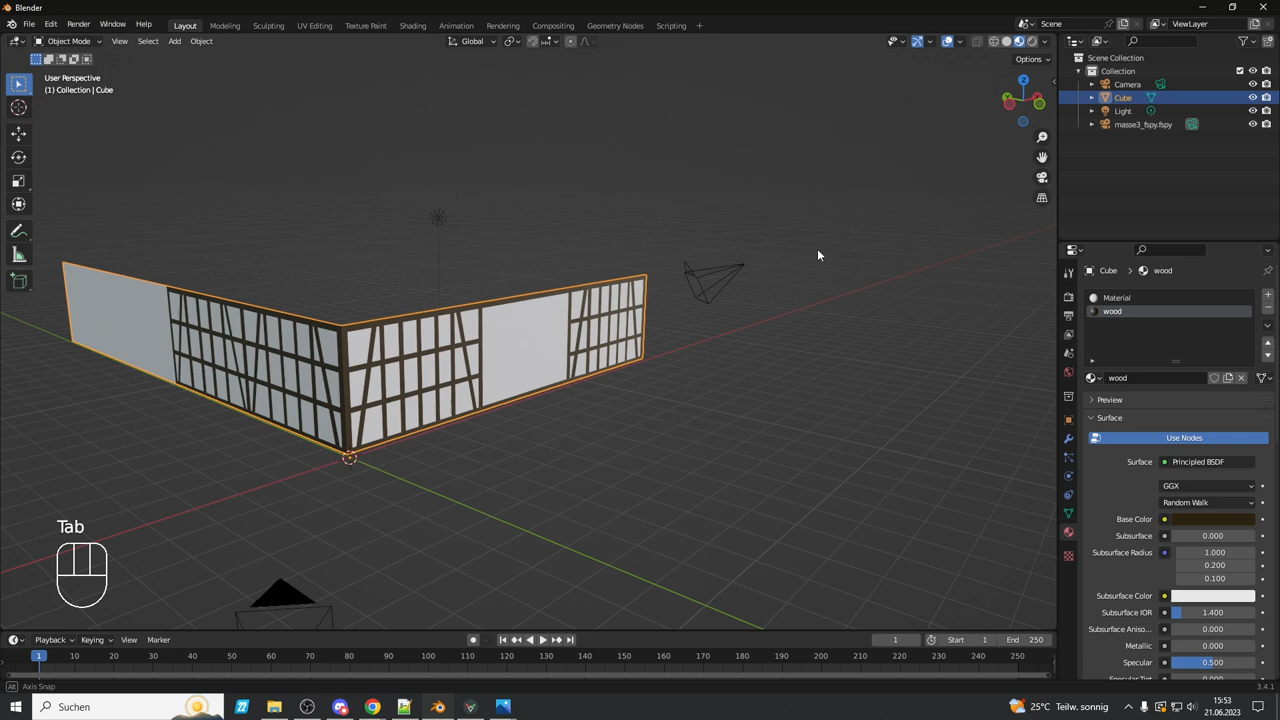 Blender
File Edit Render Window Help
Layout Modeling Sculpting UV Editing Texture Paint Shading Animation Rendering Compositing Geometry Nodes Scripting +
Scene
ViewLayer
Object Mode View Select Add Object
Global
Options
User Perspective
(1) Collection | Cube
Scene Collection
Collection
Camera
Cube
Light
masse3_fspy.fspy
Cube > wood
Material
wood
wood
Preview
Surface
Use Nodes
Surface Principled BSDF
GGX
Random Walk
Base Color
Subsurface 0.000
Subsurface Radius 1.000
0.200
0.100
Subsurface Color
Subsurface IOR 1.400
Subsurface Aniso... 0.000
Metallic 0.000
Specular 0.500
Specular Tint 0.000
Tab
Playback Keying View Marker
1 Start 1 End 250
1 10 20 30 40 50 60 70 80 90 100 110 120 130 140 150 160 170 180 190 200 210 220 230 240 250
Alt Axis Snap
3.4.1
Suchen
25°C Teilw. sonnig
15:53
21.06.2023